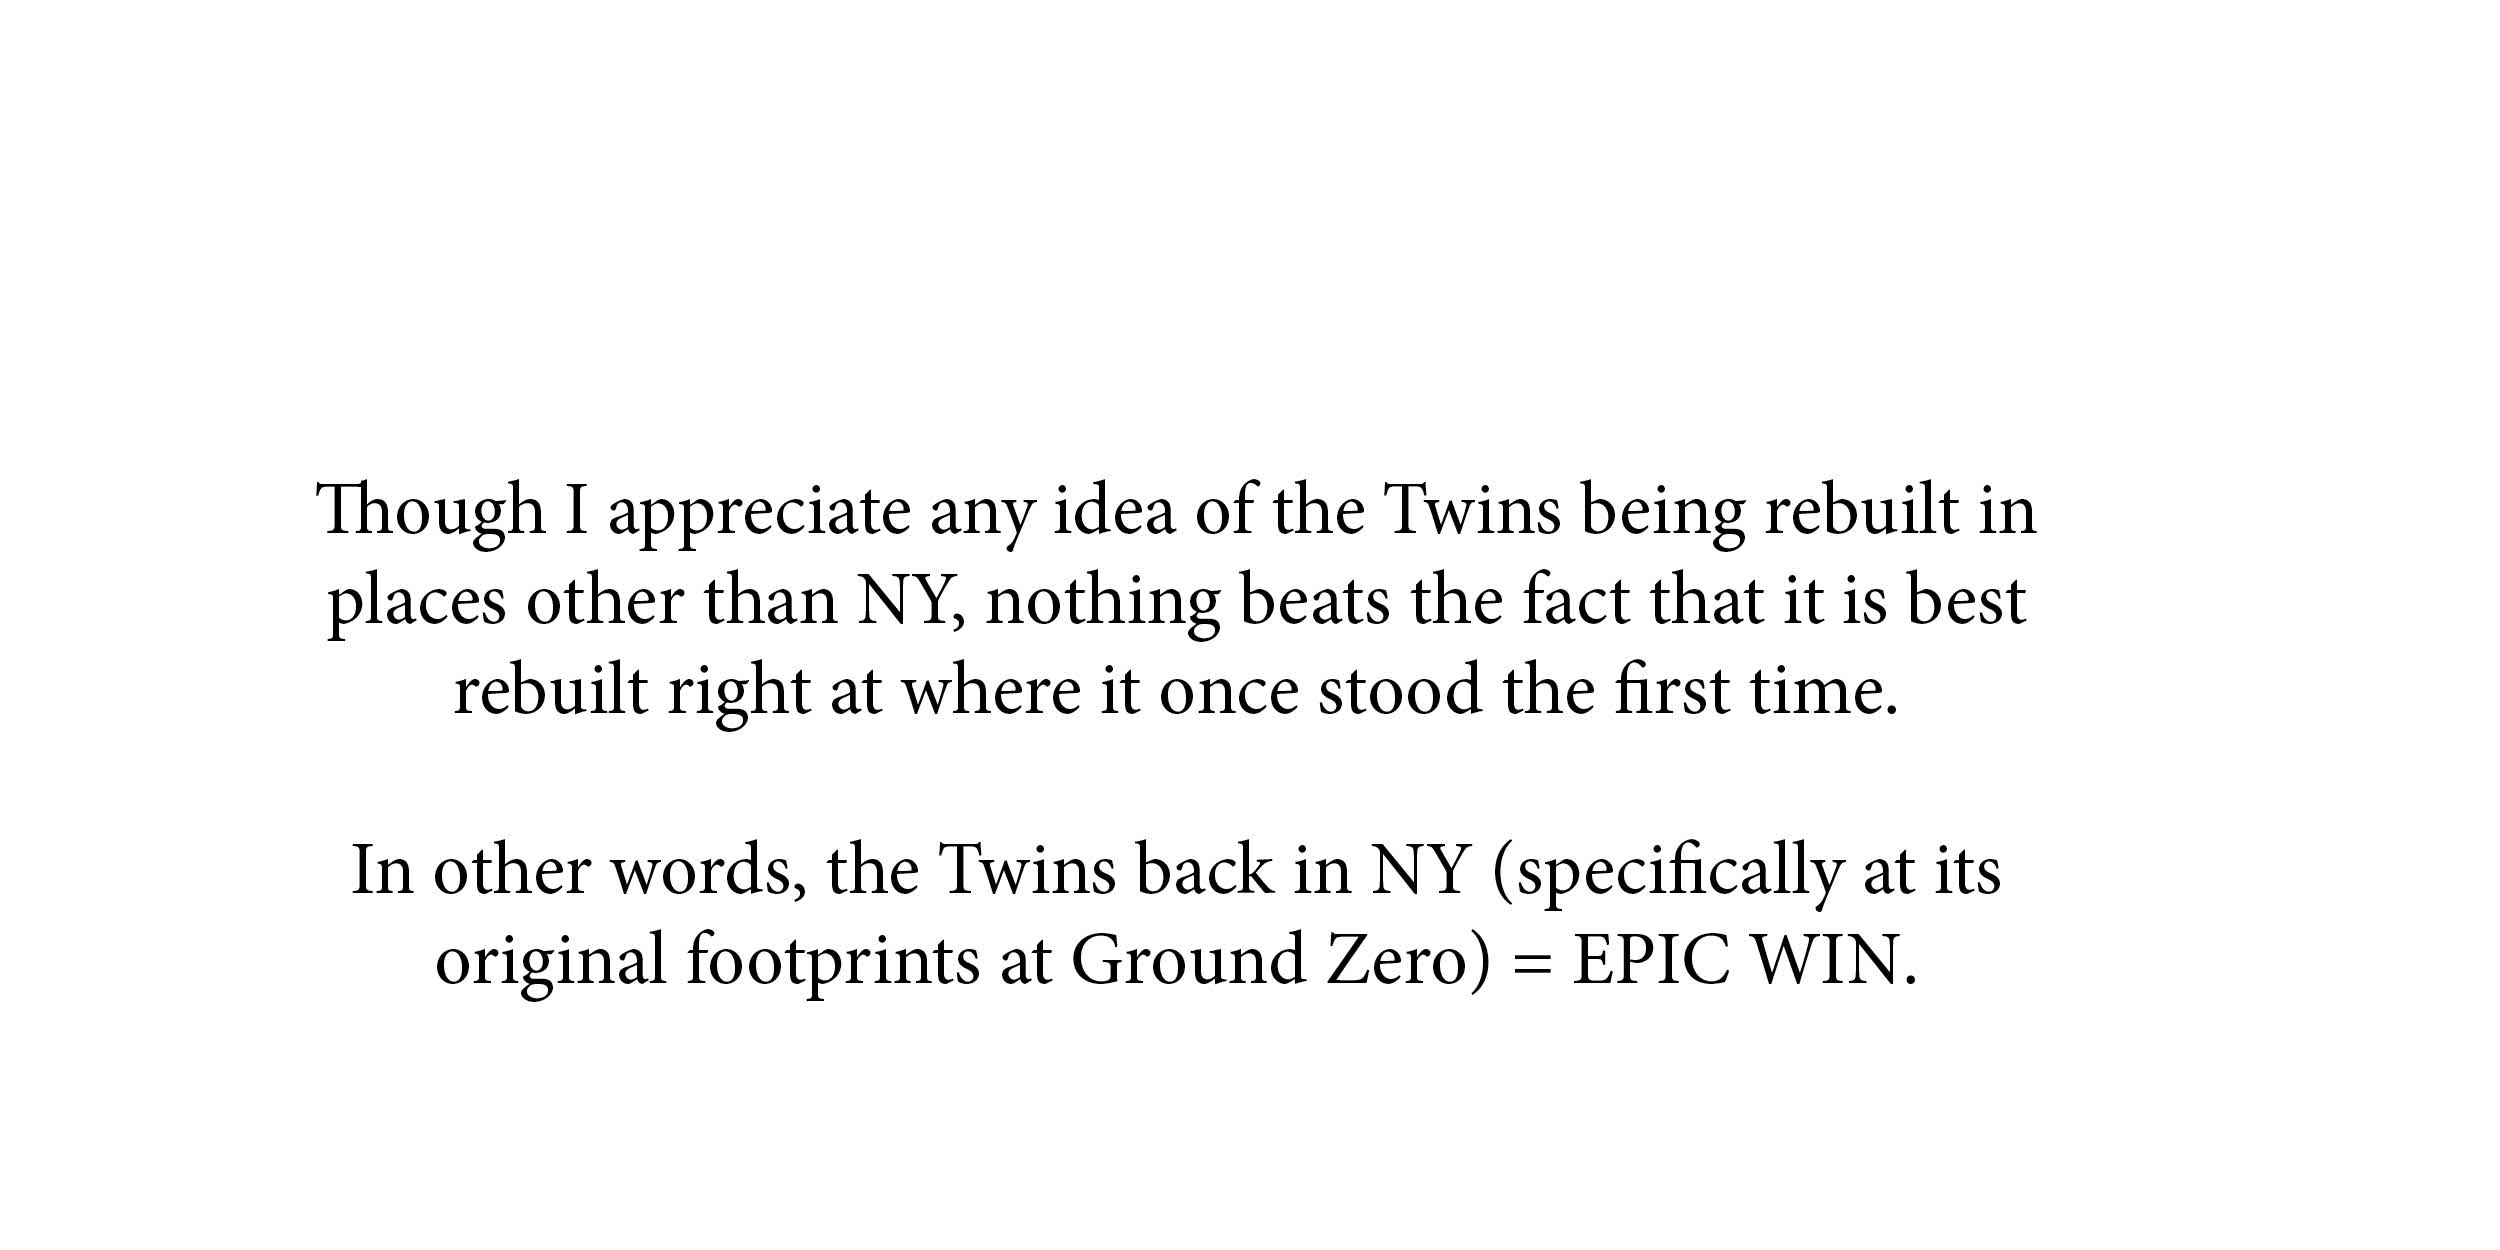 Though I appreciate any idea of the Twins being rebuilt in
places other than NY, nothing beats the fact that it is best
rebuilt right at where it once stood the first time.
In other words, the Twins back in NY (specifically at its
original footprints at Ground Zero) = EPIC WIN.